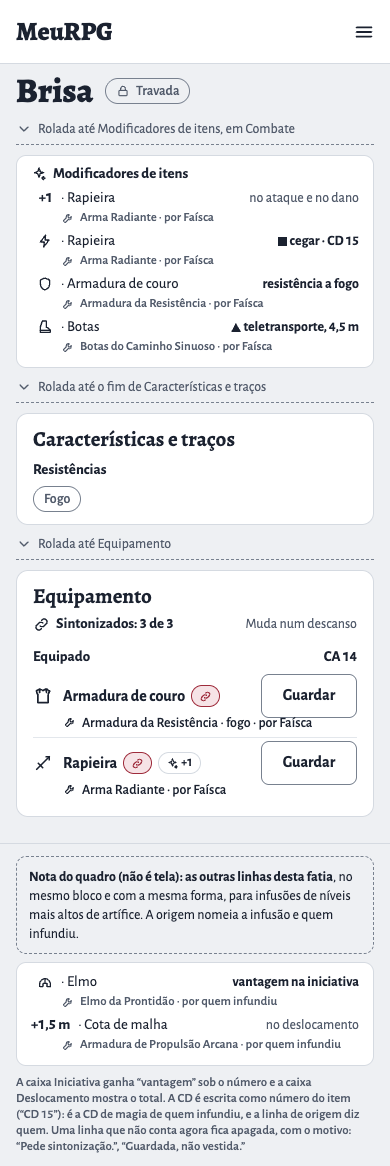 MeuRPG
Brisa Travada
Rolada até Modificadores de itens, em Combate
Modificadores de itens
+1 · Rapieira no ataque e no dano
Arma Radiante · por Faísca
· Rapieira cegar · CD 15
Arma Radiante · por Faísca
· Armadura de couro resistência a fogo
Armadura da Resistência · por Faísca
· Botas teletransporte, 4,5 m
Botas do Caminho Sinuoso · por Faísca
Rolada até o fim de Características e traços
Características e traços
Resistências
Fogo
Rolada até Equipamento
Equipamento
Sintonizados: 3 de 3 Muda num descanso
Equipado CA 14
Armadura de couro Guardar
Armadura da Resistência · fogo · por Faísca
Rapieira +1 Guardar
Arma Radiante · por Faísca
Nota do quadro (não é tela): as outras linhas desta fatia, no
mesmo bloco e com a mesma forma, para infusões de níveis
mais altos de artífice. A origem nomeia a infusão e quem
infundiu.
· Elmo vantagem na iniciativa
Elmo da Prontidão · por quem infundiu
+1,5 m · Cota de malha no deslocamento
Armadura de Propulsão Arcana · por quem infundiu
A caixa Iniciativa ganha “vantagem” sob o número e a caixa
Deslocamento mostra o total. A CD é escrita como número do item
(“CD 15”): é a CD de magia de quem infundiu, e a linha de origem diz
quem. Uma linha que não conta agora fica apagada, com o motivo:
“Pede sintonização.”, “Guardada, não vestida.”